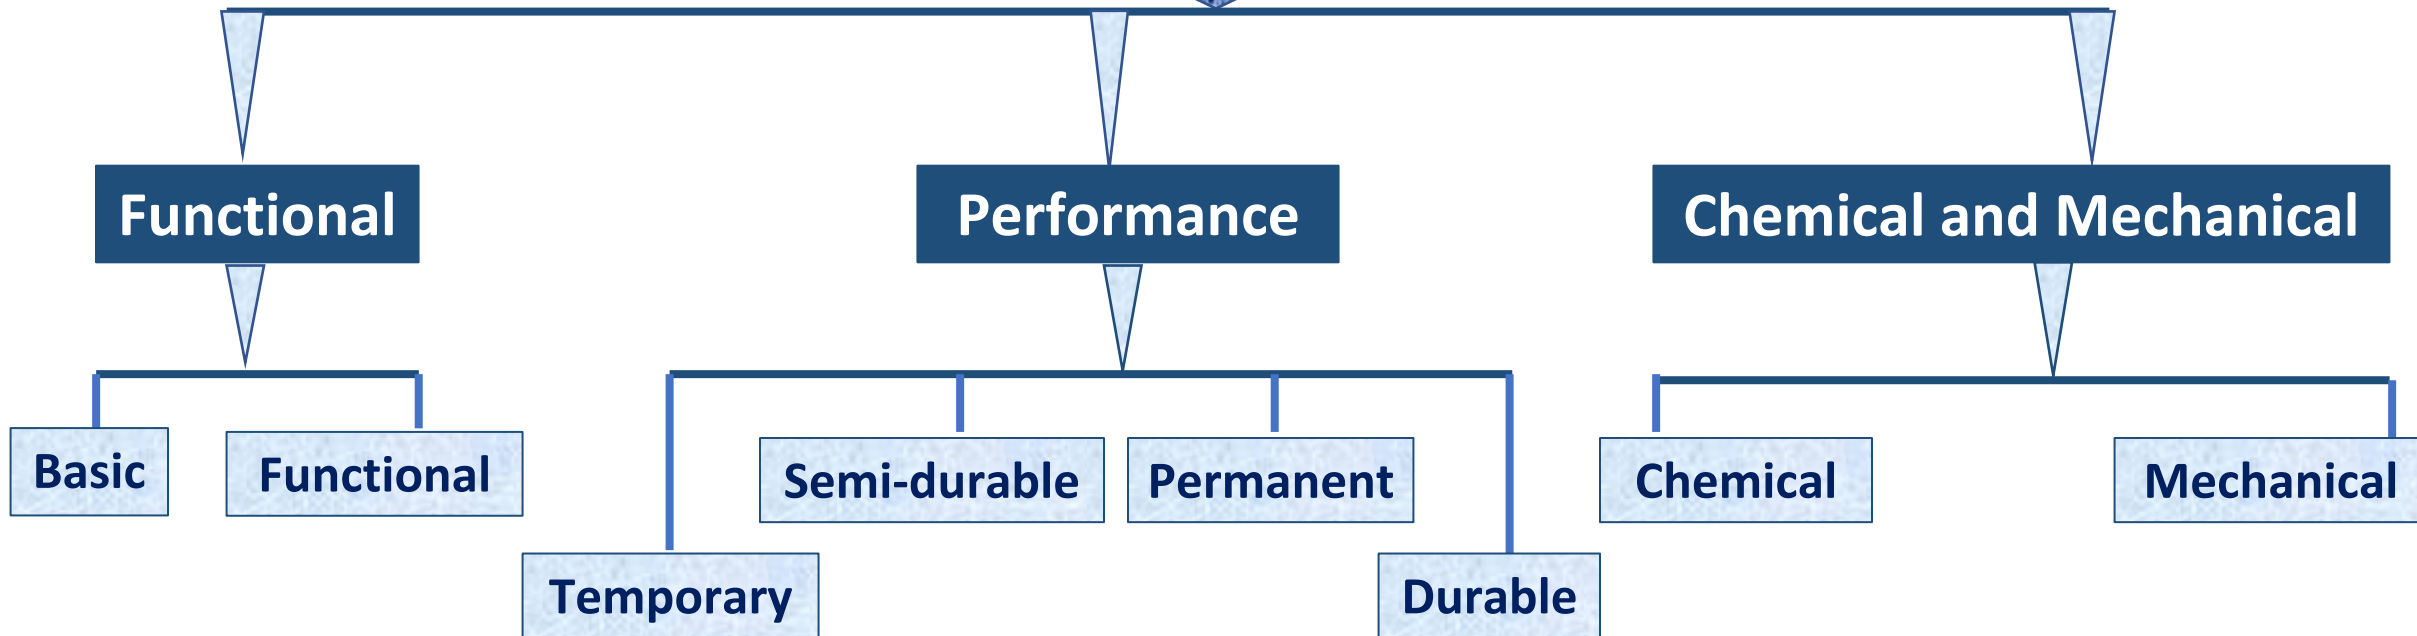 Functional
Performance
Chemical and Mechanical
Basic
Functional
Semi-durable
Permanent
Chemical
Mechanical
Temporary
Durable